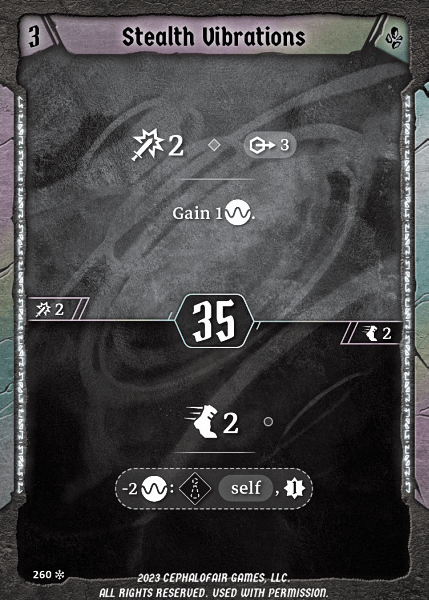 3 Stealth Vibrations
2 3
Gain 1.
2
35
2
2
-2 : self , 1
260
2023 CEPHALOFAIR GAMES, LLC.
ALL RIGHTS RESERVED. USED WITH PERMISSION.